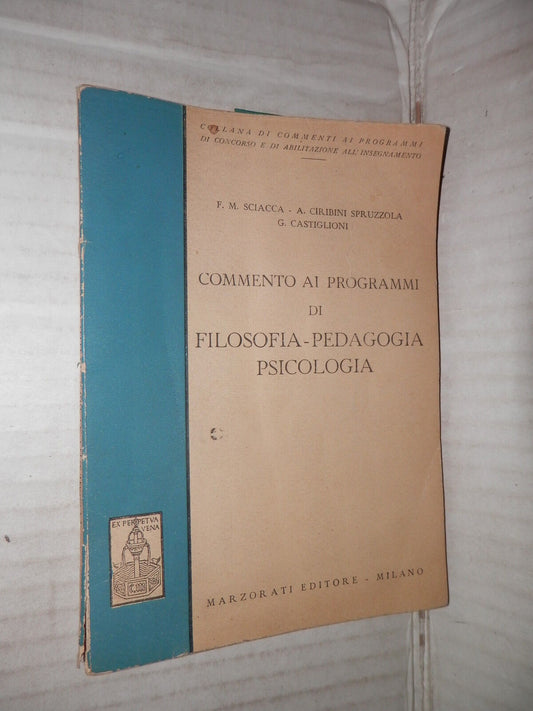 COLLANA DI COMMENTI AI PROGRAMMI
DI CONCORSO E DI ABILITAZIONE ALL'INSEGNAMENTO
F. M. SCIACCA - A. CIRIBINI SPRUZZOLA
G. CASTIGLIONI
COMMENTO AI PROGRAMMI
DI
FILOSOFIA - PEDAGOGIA
PSICOLOGIA
EX PERPETVA
VENA
MARZORATI EDITORE - MILANO